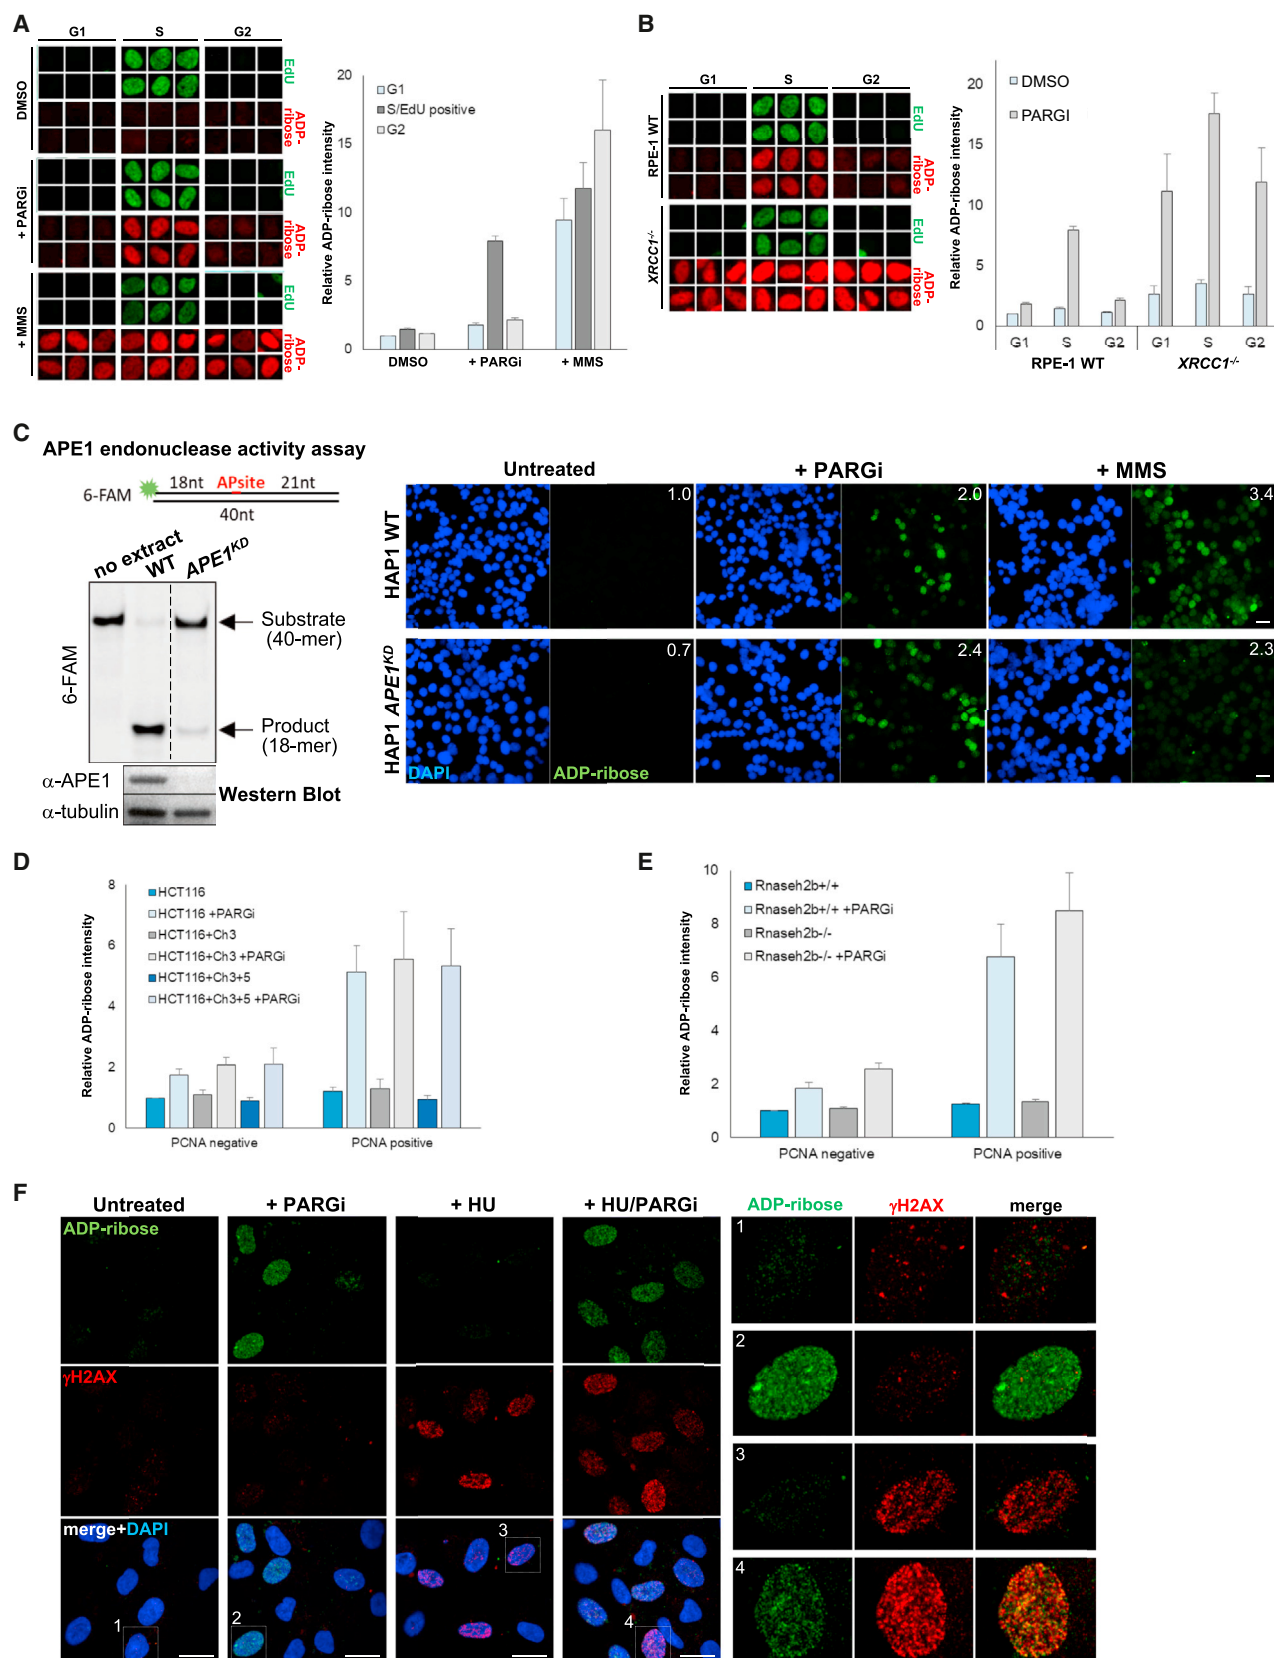 A
G1 S G2
DMSO
+ PARGi
+ MMS
EdU
ADP-ribose
EdU
ADP-ribose
EdU
ADP-ribose
Relative ADP-ribose intensity
20
15
10
5
0
G1
S/EdU positive
G2
DMSO + PARGi + MMS
B
G1 S G2
RPE-1 WT
XRCC1-/-
EdU
ADP-ribose
EdU
ADP-ribose
Relative ADP-ribose intensity
20
15
10
5
0
DMSO
PARGI
G1 S G2 G1 S G2
RPE-1 WT XRCC1-/-
C
APE1 endonuclease activity assay
18nt APsite 21nt
6-FAM
40nt
no extract WT APE1KD
6-FAM
Substrate
(40-mer)
Product
(18-mer)
α-APE1
α-tubulin
Western Blot
Untreated + PARGi + MMS
HAP1 WT
1.0 2.0 3.4
HAP1 APE1KD
0.7 2.4 2.3
DAPI ADP-ribose
D
Relative ADP-ribose intensity
8
6
4
2
0
HCT116
HCT116 +PARGi
HCT116+Ch3
HCT116+Ch3 +PARGi
HCT116+Ch3+5
HCT116+Ch3+5 +PARGi
PCNA negative PCNA positive
E
Relative ADP-ribose intensity
10
8
6
4
2
0
Rnaseh2b+/+
Rnaseh2b+/+ +PARGi
Rnaseh2b-/-
Rnaseh2b-/- +PARGi
PCNA negative PCNA positive
F
Untreated + PARGi + HU + HU/PARGi
ADP-ribose
γH2AX
merge+DAPI
1
2
3
4
ADP-ribose γH2AX merge
1
2
3
4